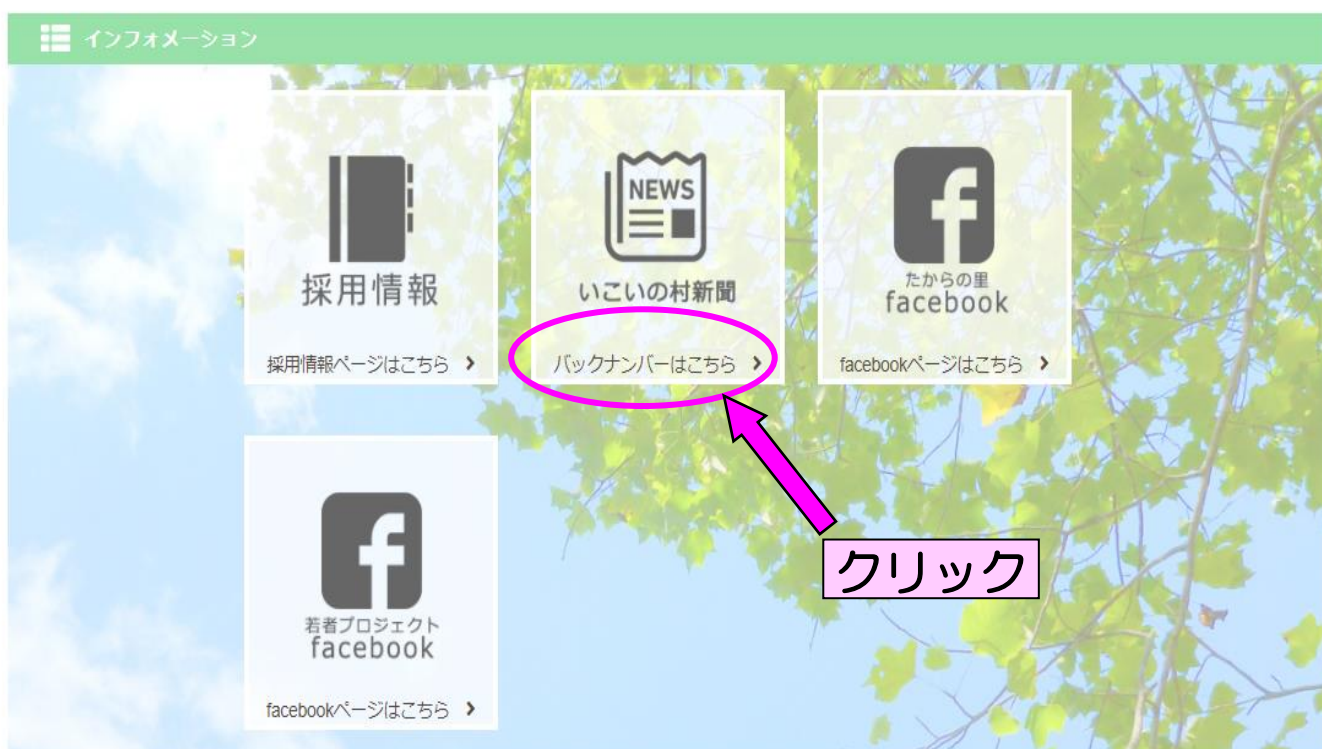 インフォメーション
採用情報
採用情報ページはこちら
NEWS
いこいの村新聞
バックナンバーはこちら
たからの里
facebook
facebookページはこちら
クリック
若者プロジェクト
facebook
facebookページはこちら